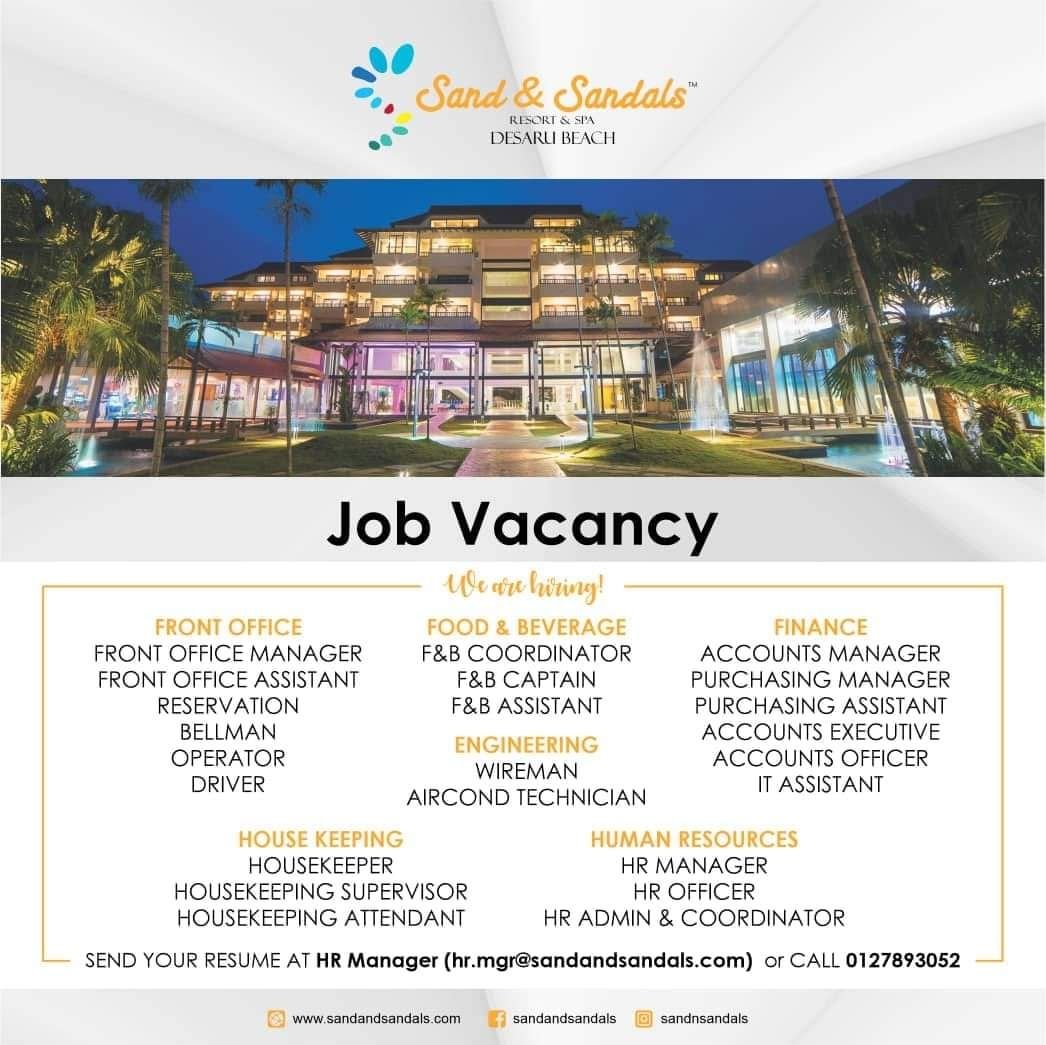 Sand & Sandals™
RESORT & SPA
DESARU BEACH
Job Vacancy
We are hiring!
FRONT OFFICE
FRONT OFFICE MANAGER
FRONT OFFICE ASSISTANT
RESERVATION
BELLMAN
OPERATOR
DRIVER
FOOD & BEVERAGE
F&B COORDINATOR
F&B CAPTAIN
F&B ASSISTANT
ENGINEERING
WIREMAN
AIRCOND TECHNICIAN
FINANCE
ACCOUNTS MANAGER
PURCHASING MANAGER
PURCHASING ASSISTANT
ACCOUNTS EXECUTIVE
ACCOUNTS OFFICER
IT ASSISTANT
HOUSE KEEPING
HOUSEKEEPER
HOUSEKEEPING SUPERVISOR
HOUSEKEEPING ATTENDANT
HUMAN RESOURCES
HR MANAGER
HR OFFICER
HR ADMIN & COORDINATOR
SEND YOUR RESUME AT HR Manager (hr.mgr@sandandsandals.com) or CALL 0127893052
www.sandandsandals.com sandandsandals sandnsandals